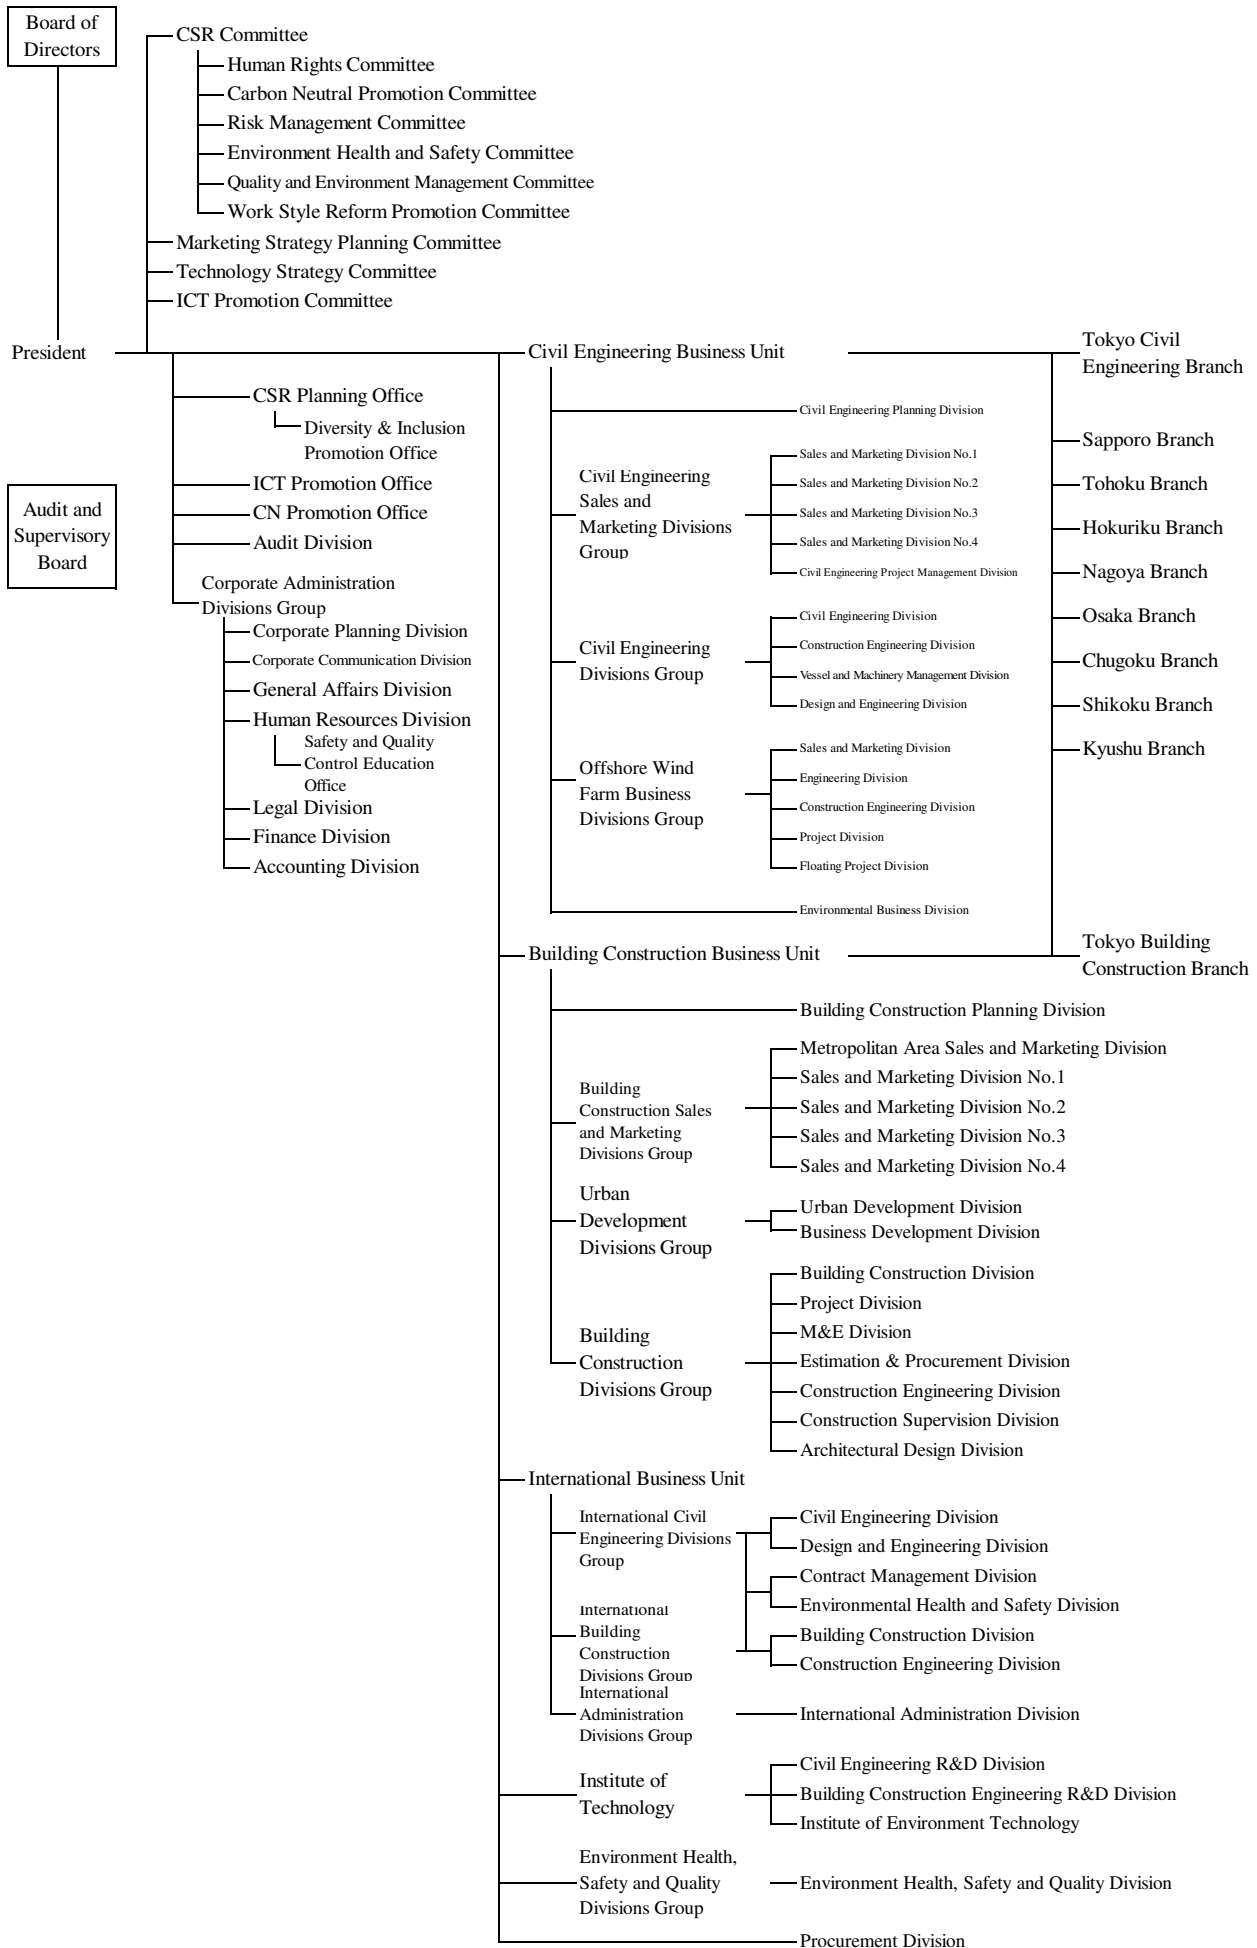 Board of
Directors
CSR Committee
Human Rights Committee
Carbon Neutral Promotion Committee
Risk Management Committee
Environment Health and Safety Committee
Quality and Environment Management Committee
Work Style Reform Promotion Committee
Marketing Strategy Planning Committee
Technology Strategy Committee
ICT Promotion Committee
President
CSR Planning Office
Diversity & Inclusion
Promotion Office
ICT Promotion Office
CN Promotion Office
Audit Division
Audit and
Supervisory
Board
Corporate Administration
Divisions Group
Corporate Planning Division
Corporate Communication Division
General Affairs Division
Human Resources Division
Safety and Quality
Control Education
Office
Legal Division
Finance Division
Accounting Division
Civil Engineering Business Unit
Civil Engineering Planning Division
Civil Engineering
Sales and
Marketing Divisions
Group
Sales and Marketing Division No.1
Sales and Marketing Division No.2
Sales and Marketing Division No.3
Sales and Marketing Division No.4
Civil Engineering Project Management Division
Civil Engineering
Divisions Group
Civil Engineering Division
Construction Engineering Division
Vessel and Machinery Management Division
Design and Engineering Division
Offshore Wind
Farm Business
Divisions Group
Sales and Marketing Division
Engineering Division
Construction Engineering Division
Project Division
Floating Project Division
Environmental Business Division
Tokyo Civil
Engineering Branch
Sapporo Branch
Tohoku Branch
Hokuriku Branch
Nagoya Branch
Osaka Branch
Chugoku Branch
Shikoku Branch
Kyushu Branch
Tokyo Building
Construction Branch
Building Construction Business Unit
Building Construction Planning Division
Building
Construction Sales
and Marketing
Divisions Group
Metropolitan Area Sales and Marketing Division
Sales and Marketing Division No.1
Sales and Marketing Division No.2
Sales and Marketing Division No.3
Sales and Marketing Division No.4
Urban
Development
Divisions Group
Urban Development Division
Business Development Division
Building
Construction
Divisions Group
Building Construction Division
Project Division
M&E Division
Estimation & Procurement Division
Construction Engineering Division
Construction Supervision Division
Architectural Design Division
International Business Unit
International Civil
Engineering Divisions
Group
Civil Engineering Division
Design and Engineering Division
Contract Management Division
Environmental Health and Safety Division
International
Building
Construction
Divisions Group
Building Construction Division
Construction Engineering Division
International
Administration
Divisions Group
International Administration Division
Institute of
Technology
Civil Engineering R&D Division
Building Construction Engineering R&D Division
Institute of Environment Technology
Environment Health,
Safety and Quality
Divisions Group
Environment Health, Safety and Quality Division
Procurement Division